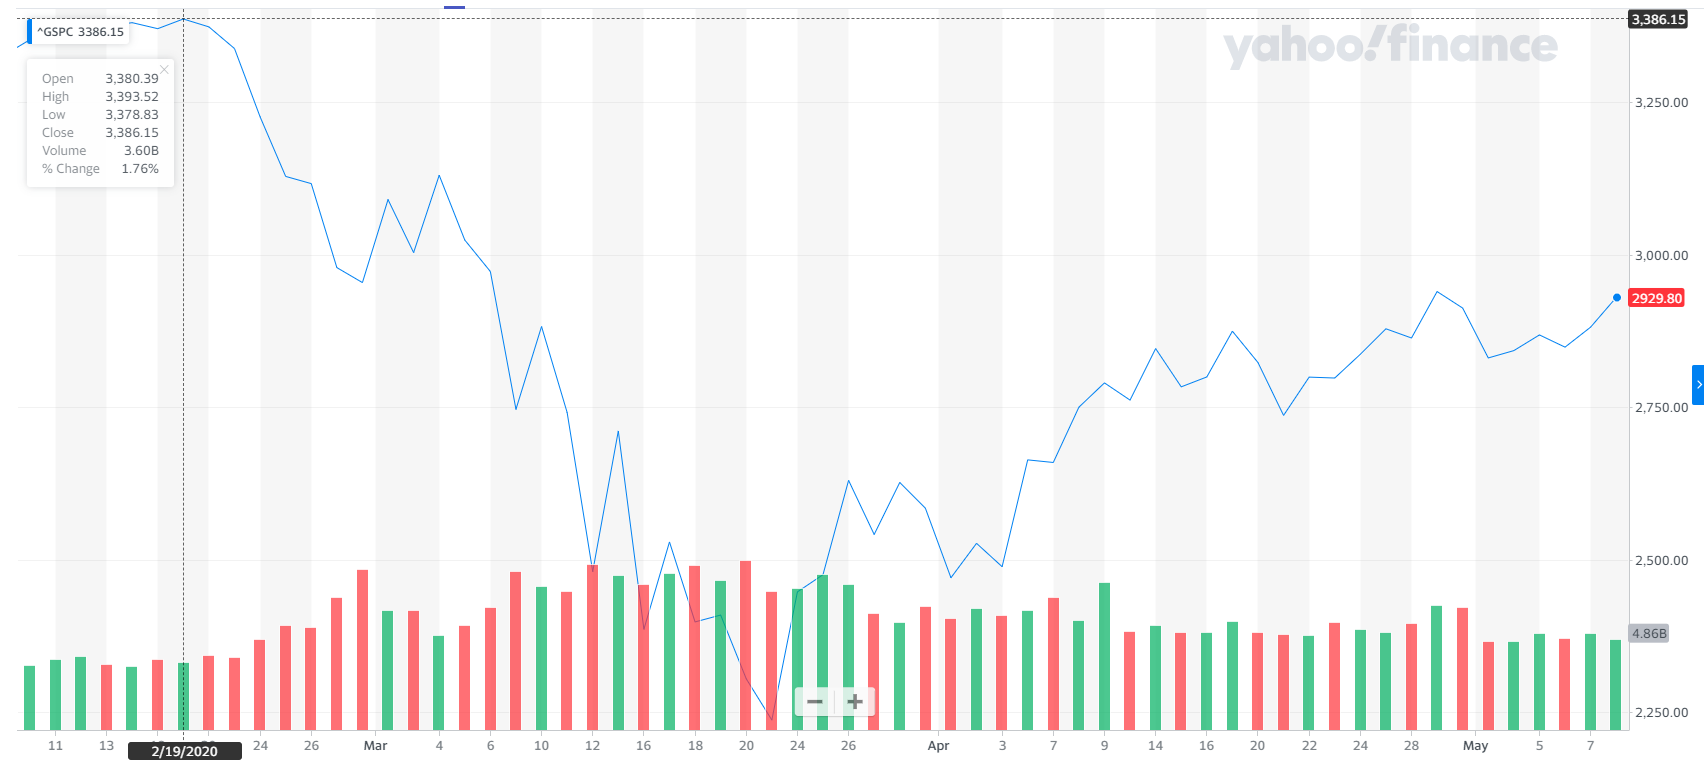 ^GSPC 3386.15
yahoo!finance
3,386.15
Open 3,380.39
High 3,393.52
Low 3,378.83
Close 3,386.15
Volume 3.60B
% Change 1.76%
3,250.00
3,000.00
2929.80
2,750.00
2,500.00
4.86B
2,250.00
11 13 24 26 Mar 4 6 10 12 16 18 20 24 26 Apr 3 7 9 14 16 20 22 24 28 May 5 7
2/19/2020